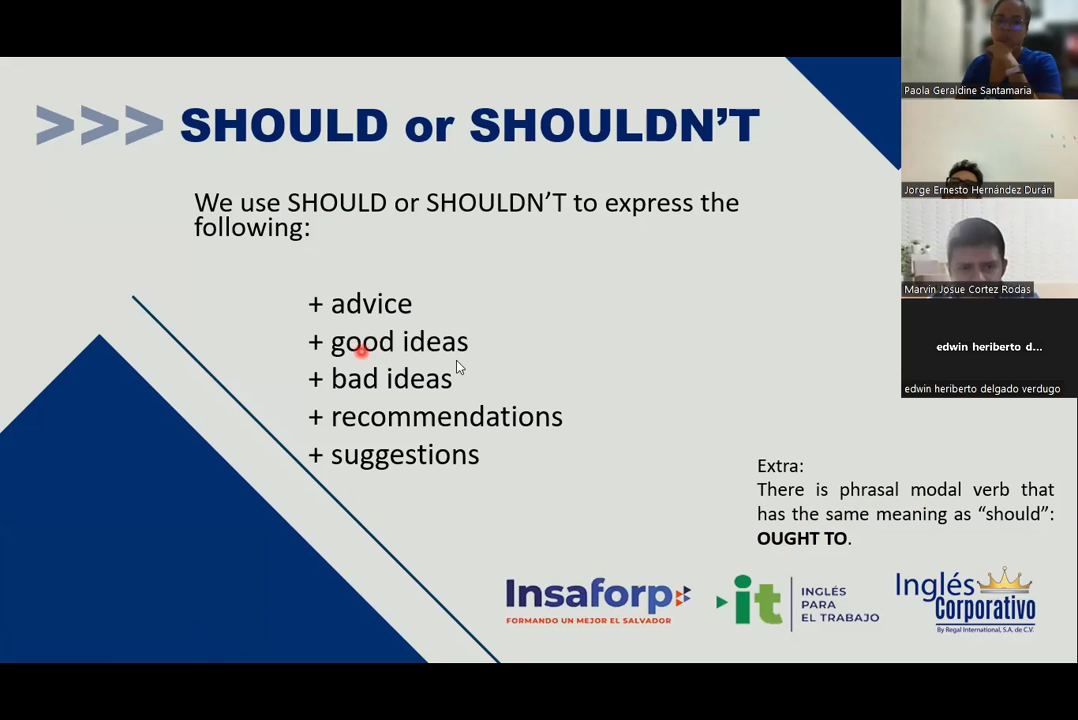 >>> SHOULD or SHOULDN'T
We use SHOULD or SHOULDN'T to express the
following:
+ advice
+ good ideas
+ bad ideas
+ recommendations
+ suggestions
Extra:
There is phrasal modal verb that
has the same meaning as “should”:
OUGHT TO.
Insaforp
FORMANDO UN MEJOR EL SALVADOR
it
INGLÉS
PARA
EL TRABAJO
Inglés
Corporativo
By Regal International, S.A. de C.V.
Paola Geraldine Santamaria
Jorge Ernesto Hernández Durán
Marvin Josue Cortez Rodas
edwin heriberto d...
edwin heriberto delgado verdugo